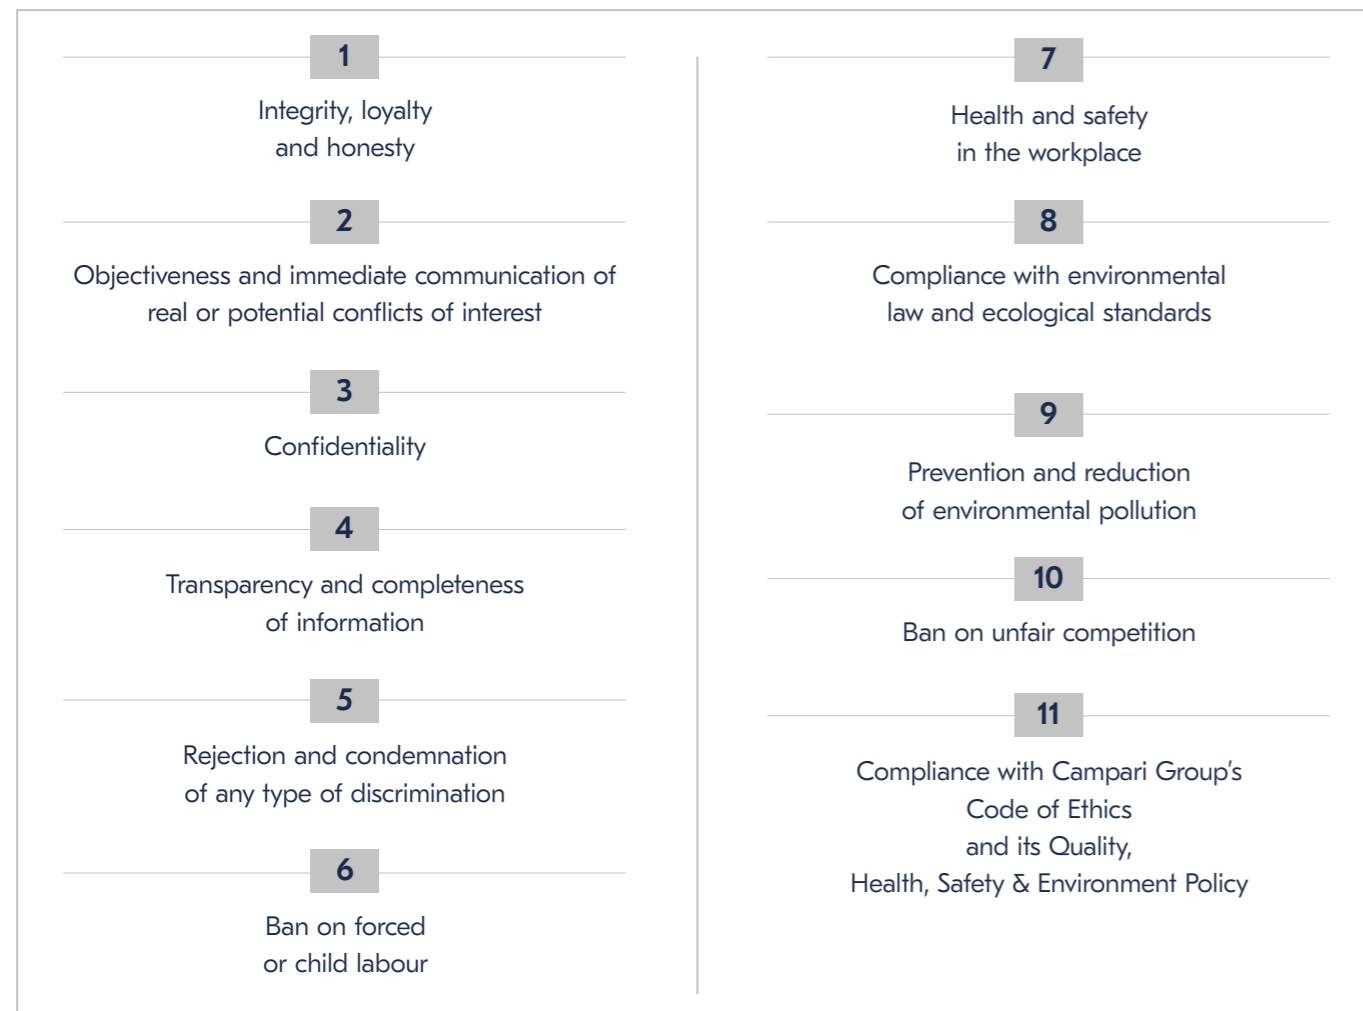 1
Integrity, loyalty
and honesty
2
Objectiveness and immediate communication of
real or potential conflicts of interest
3
Confidentiality
4
Transparency and completeness
of information
5
Rejection and condemnation
of any type of discrimination
6
Ban on forced
or child labour
7
Health and safety
in the workplace
8
Compliance with environmental
law and ecological standards
9
Prevention and reduction
of environmental pollution
10
Ban on unfair competition
11
Compliance with Campari Group's
Code of Ethics
and its Quality,
Health, Safety & Environment Policy